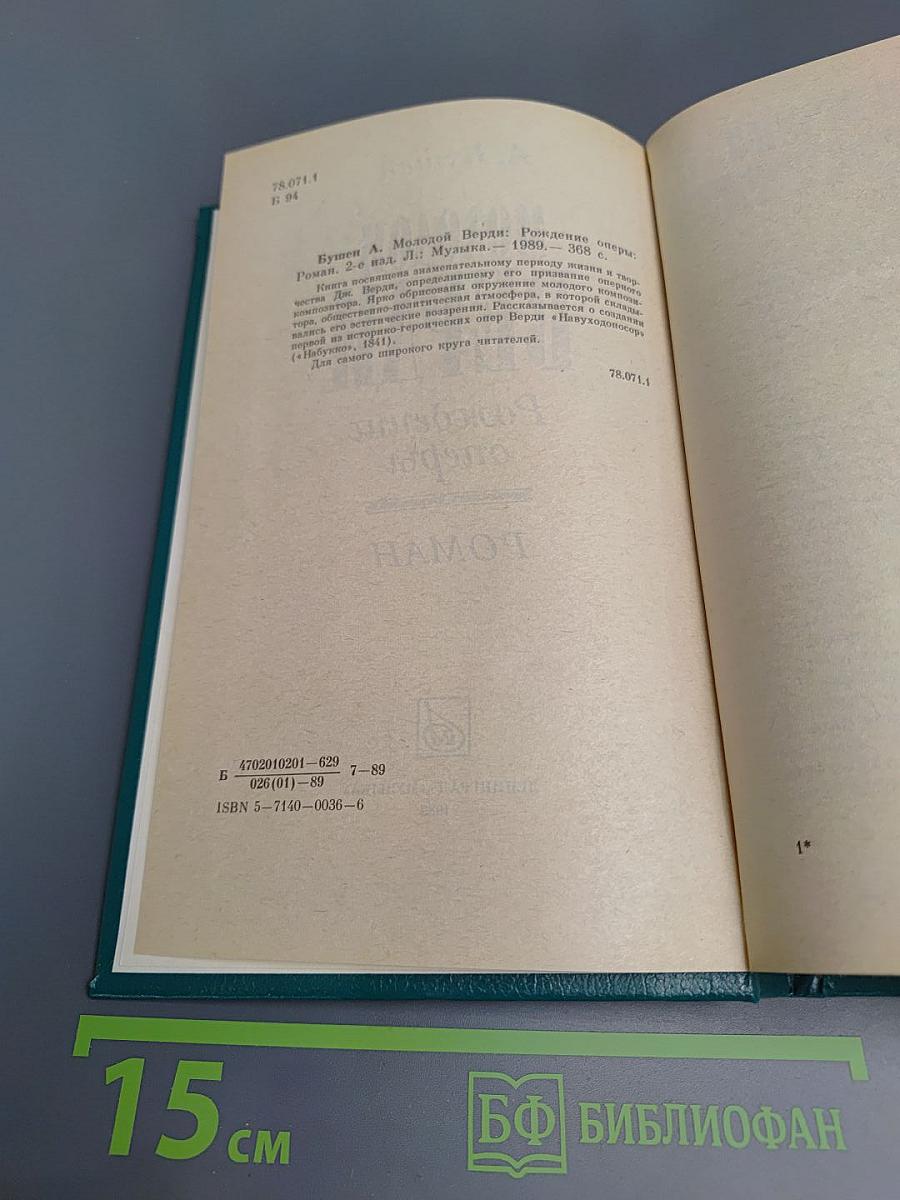 78.071.1
Б 94
Бушен А. Молодой Верди: Рождение оперы:
Роман. 2-е изд. Л.: Музыка.— 1989.— 368 с.
Книга посвящена знаменательному периоду жизни и твор-
чества Дж. Верди, определившему его призвание оперного
композитора. Ярко обрисованы окружение молодого компози-
тора, общественно-политическая атмосфера, в которой склады-
вались его эстетические воззрения. Рассказывается о создании
первой из историко-героических опер Верди «Навуходоносор»
(«Набукко», 1841).
Для самого широкого круга читателей.
78.071.1
Рождение
оперы
РОМАН
Б 4702010201—629
026(01)—89 7—89
ISBN 5—7140—0036—6
1*
15 см
БФ БИБЛИОФАН